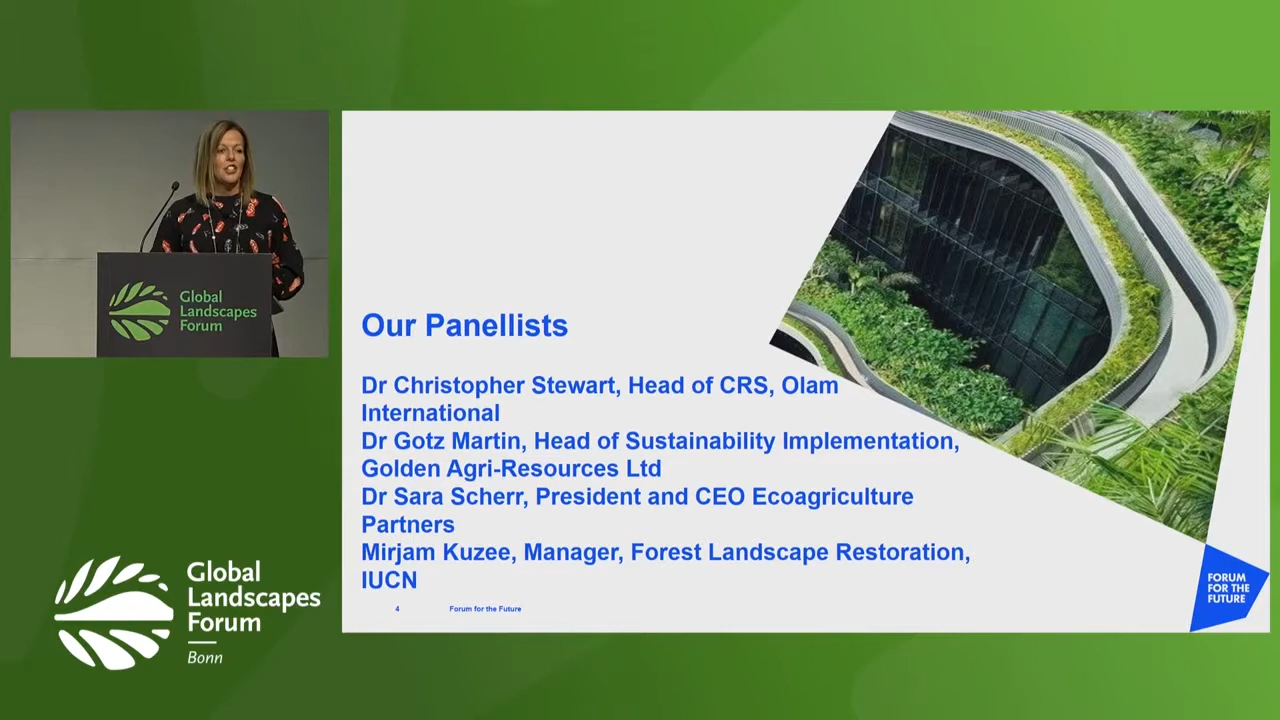 Global
Landscapes
Forum
Our Panellists
Dr Christopher Stewart, Head of CRS, Olam
International
Dr Gotz Martin, Head of Sustainability Implementation,
Golden Agri-Resources Ltd
Dr Sara Scherr, President and CEO Ecoagriculture
Partners
Mirjam Kuzee, Manager, Forest Landscape Restoration,
IUCN
4 Forum for the Future
FORUM
FOR THE
FUTURE
Global
Landscapes
Forum
Bonn